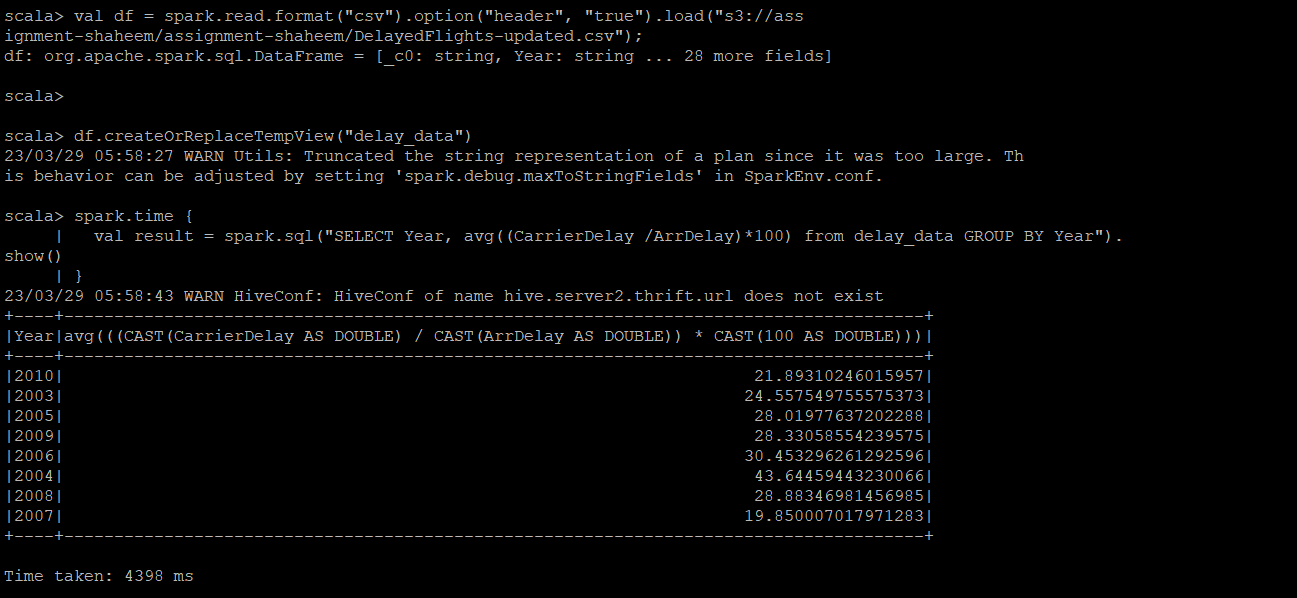 scala> val df = spark.read.format("csv").option("header", "true").load("s3://ass
ignment-shaheem/assignment-shaheem/DelayedFlights-updated.csv");
df: org.apache.spark.sql.DataFrame = [_c0: string, Year: string ... 28 more fields]
scala>
scala> df.createOrReplaceTempView("delay_data")
23/03/29 05:58:27 WARN Utils: Truncated the string representation of a plan since it was too large. Th
is behavior can be adjusted by setting 'spark.debug.maxToStringFields' in SparkEnv.conf.
scala> spark.time {
     |   val result = spark.sql("SELECT Year, avg((CarrierDelay /ArrDelay)*100) from delay_data GROUP BY Year").
show()
     | }
23/03/29 05:58:43 WARN HiveConf: HiveConf of name hive.server2.thrift.url does not exist
+----+--------------------------------------------------------------------------------------+
|Year|avg(((CAST(CarrierDelay AS DOUBLE) / CAST(ArrDelay AS DOUBLE)) * CAST(100 AS DOUBLE)))|
+----+--------------------------------------------------------------------------------------+
|2010|                                                                     21.89310246015957|
|2003|                                                                    24.557549755575373|
|2005|                                                                     28.01977637202288|
|2009|                                                                     28.33058554239575|
|2006|                                                                    30.453296261292596|
|2004|                                                                     43.64459443230066|
|2008|                                                                     28.88346981456985|
|2007|                                                                    19.850007017971283|
+----+--------------------------------------------------------------------------------------+
Time taken: 4398 ms